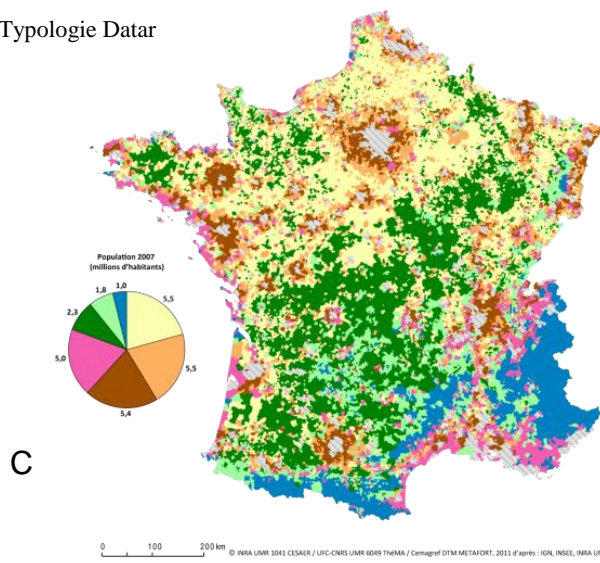 Typologie Datar
Population 2007
(millions d'habitants)
1,8
1,0
2,3
5,5
5,0
5,5
5,4
C
0 100 200 km
© INRA UMR 1041 CESAER / UFC-CNRS UMR 6049 ThéMA / Cemagref DTM METAFORT, 2011 d'après : IGN, INSEE, INRA UM